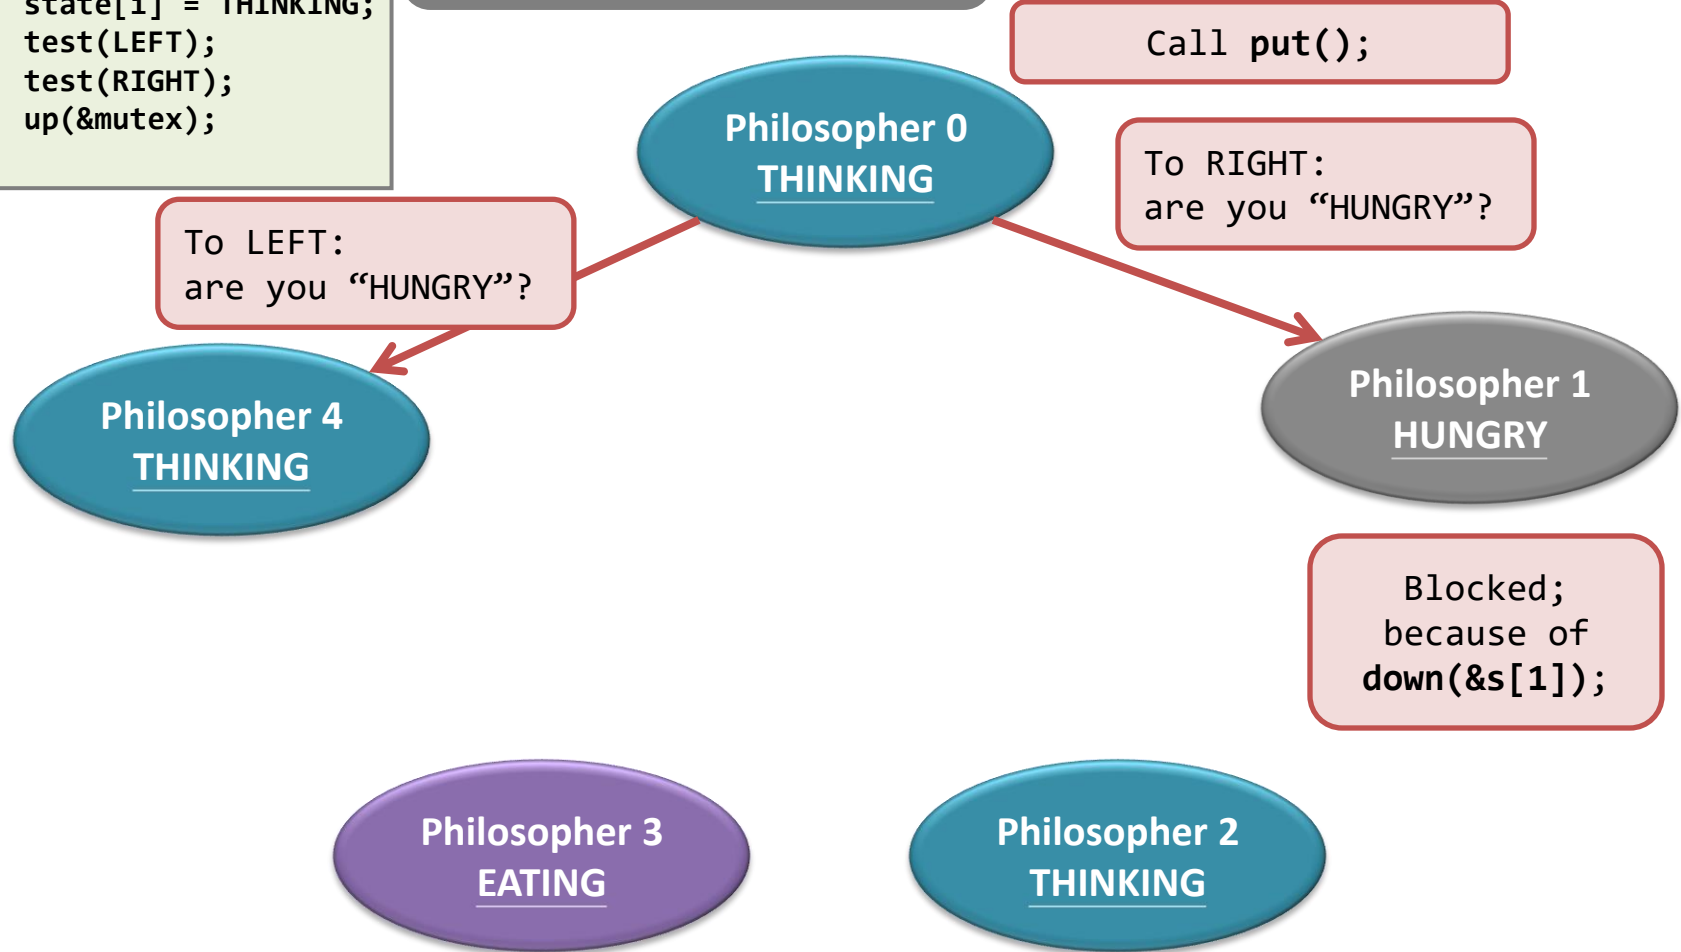 state[i] = THINKING;
test(LEFT);
test(RIGHT);
up(&mutex);
Call put();
Philosopher 0
THINKING
To RIGHT:
are you “HUNGRY”?
To LEFT:
are you “HUNGRY”?
Philosopher 4
THINKING
Philosopher 1
HUNGRY
Blocked;
because of
down(&s[1]);
Philosopher 3
EATING
Philosopher 2
THINKING